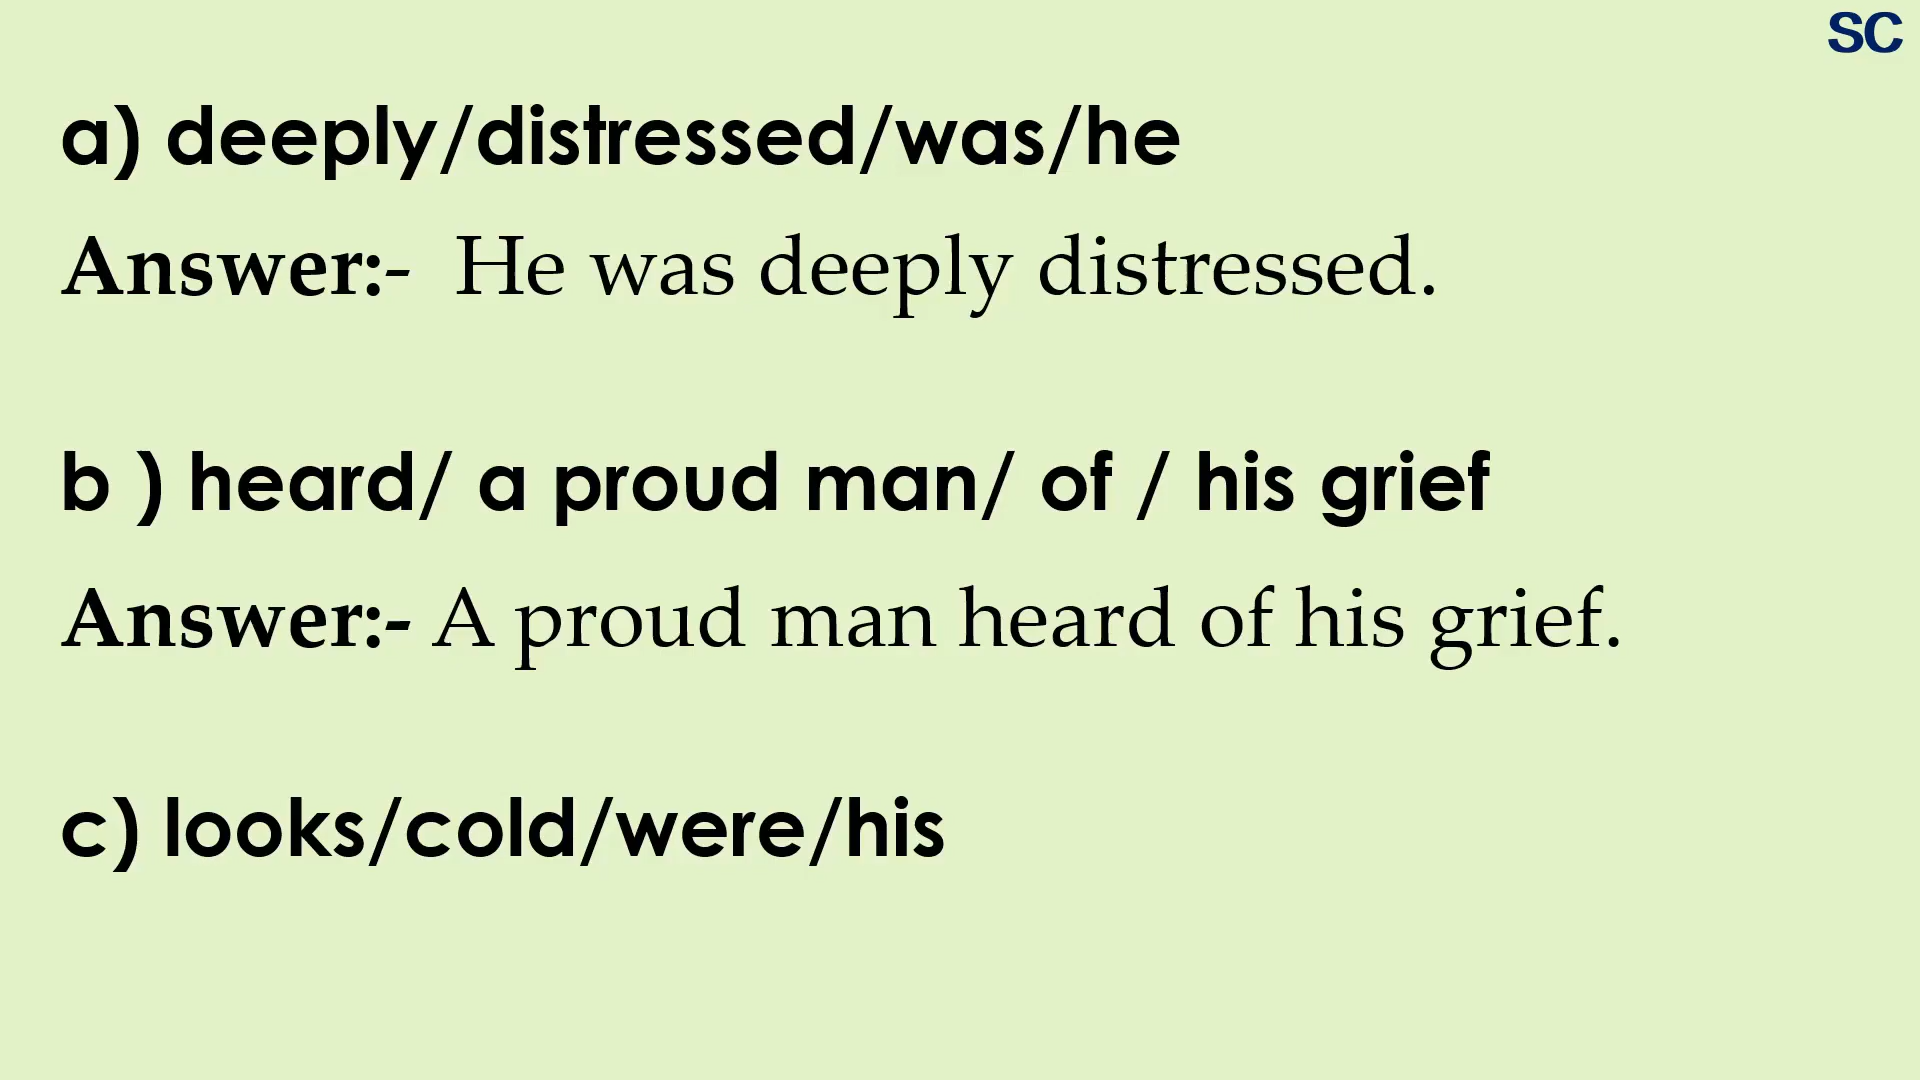 SC
a) deeply/distressed/was/he
Answer:- He was deeply distressed.
b ) heard/ a proud man/ of / his grief
Answer:- A proud man heard of his grief.
c) looks/cold/were/his